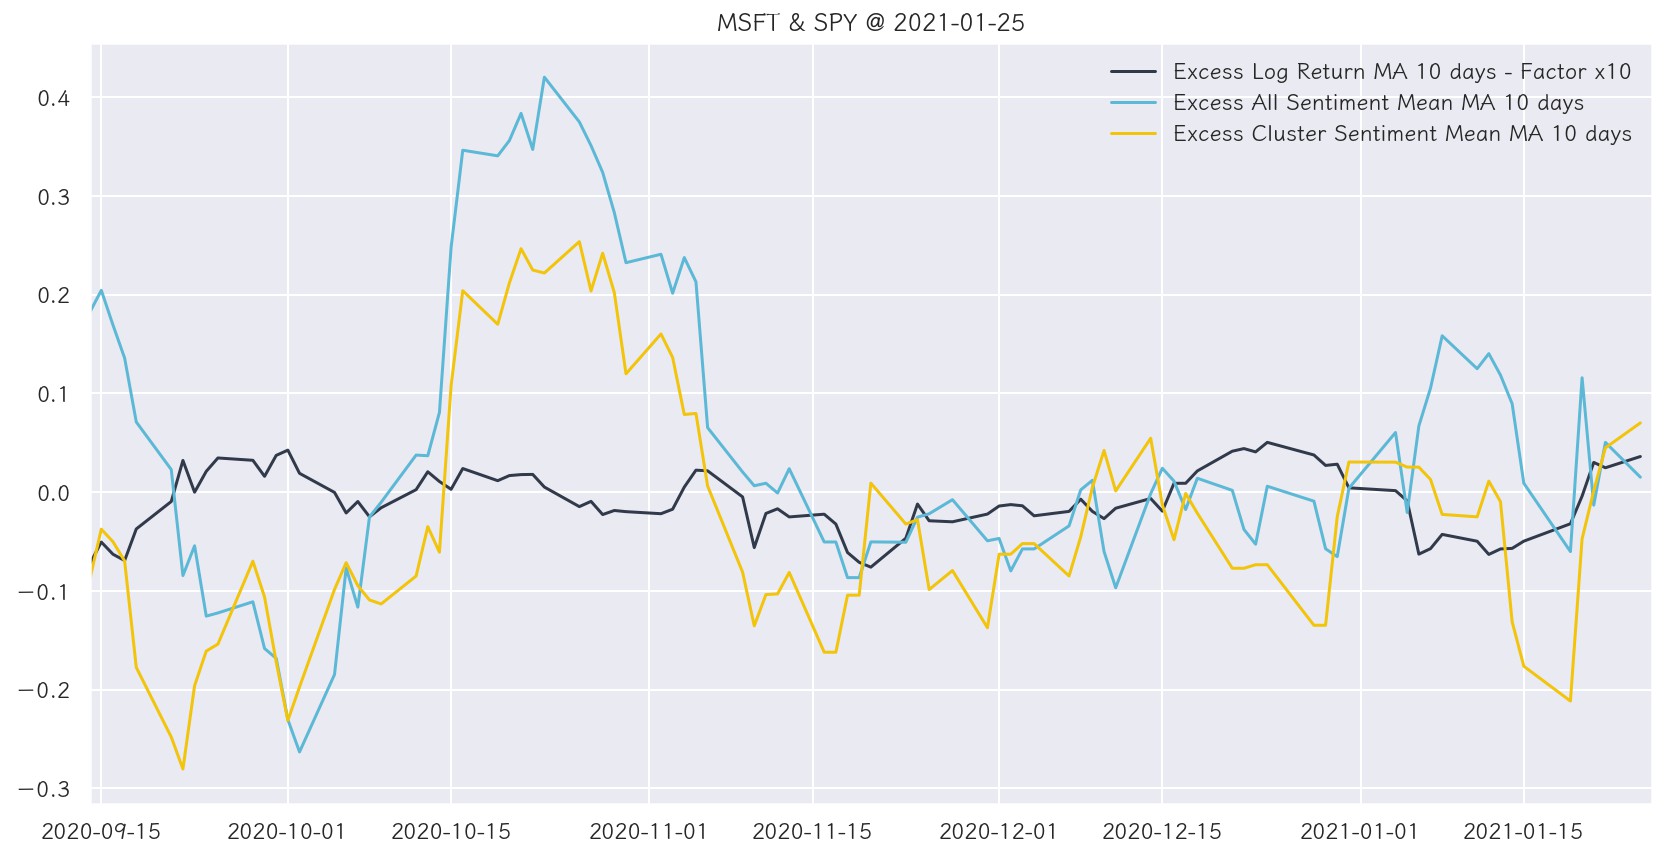 MSFT & SPY @ 2021-01-25
Excess Log Return MA 10 days - Factor x10
Excess All Sentiment Mean MA 10 days
Excess Cluster Sentiment Mean MA 10 days
0.4
0.3
0.2
0.1
0.0
−0.1
−0.2
−0.3
2020-09-15 2020-10-01 2020-10-15 2020-11-01 2020-11-15 2020-12-01 2020-12-15 2021-01-01 2021-01-15